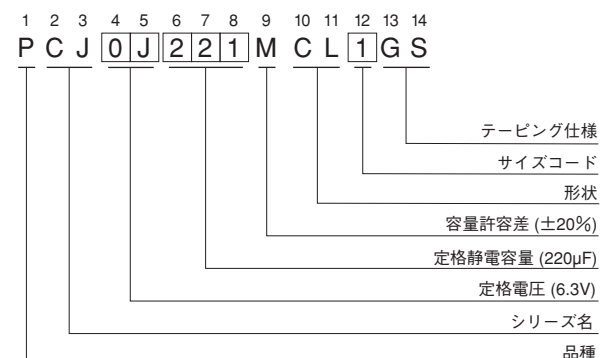 1 2 3 4 5 6 7 8 9 10 11 12 13 14
P C J 0 J 2 2 1 M C L 1 G S
テーピング仕様
サイズコード
形状
容量許容差 (±20%)
定格静電容量 (220µF)
定格電圧 (6.3V)
シリーズ名
品種